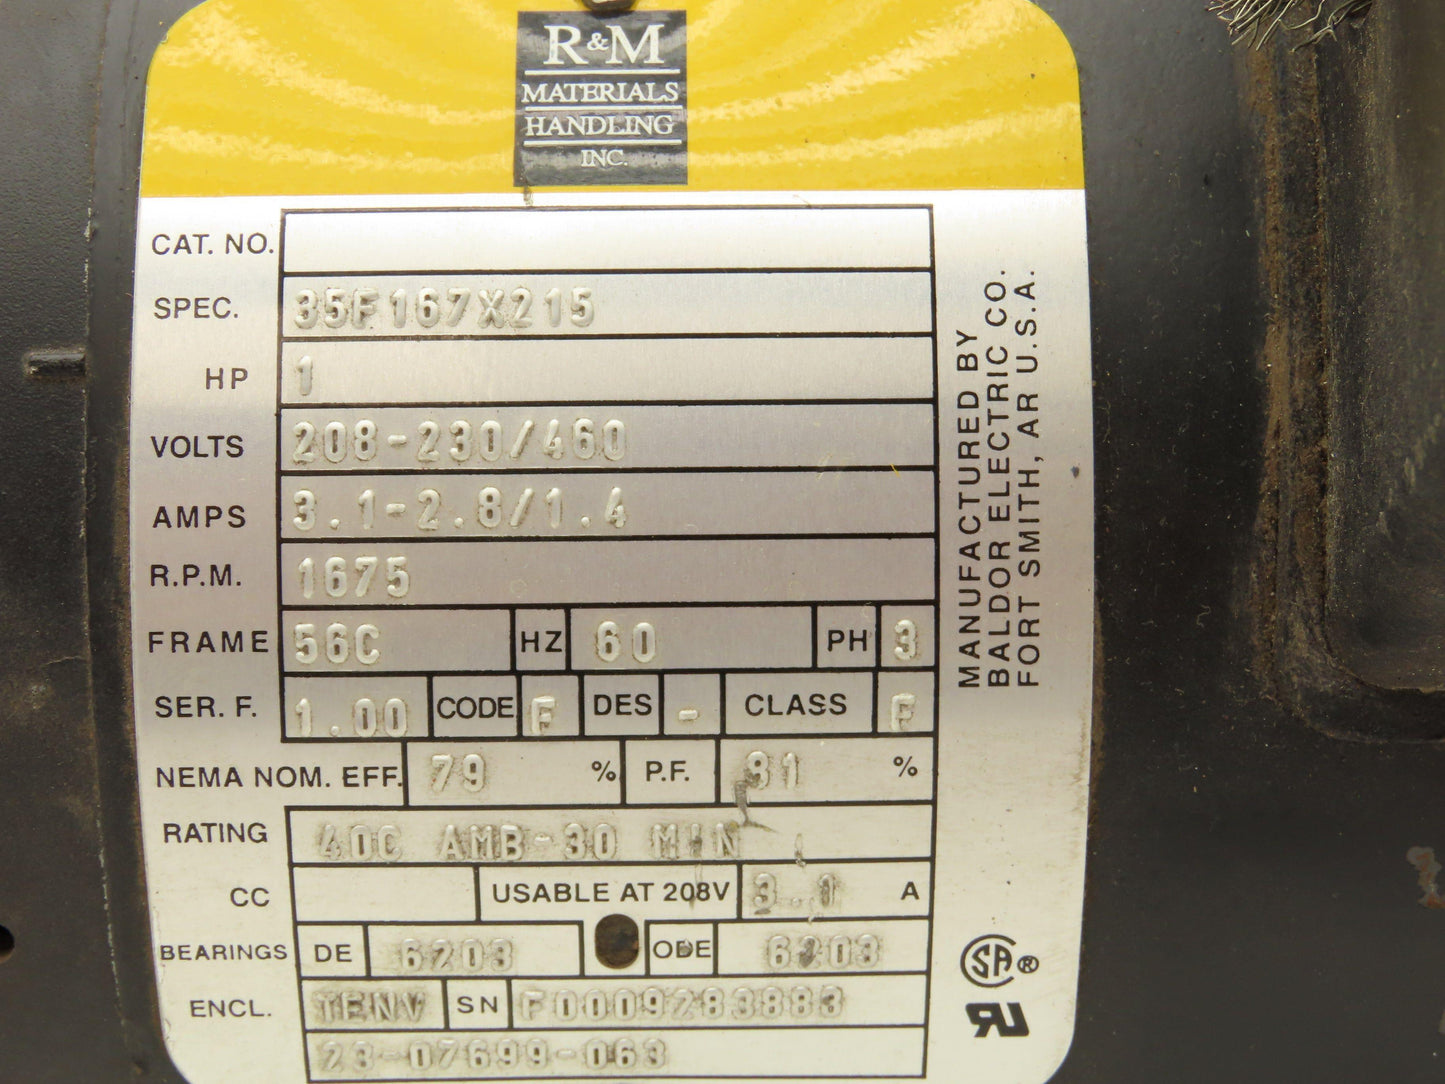 R&M
MATERIALS
HANDLING
INC.
CAT. NO.
SPEC. 35F167X215
HP 1
VOLTS 208-230/460
AMPS 3.1-2.8/1.4
R.P.M. 1675
FRAME 56C HZ 60 PH 3
SER. F. 1.00 CODE F DES - CLASS F
NEMA NOM. EFF. 79 % P.F. 81 %
RATING 40C AMB-30 MIN
CC USABLE AT 208V 3.1 A
BEARINGS DE 6203 ODE 6203
ENCL. TENV SN F0009283883
23-07699-063
MANUFACTURED BY
BALDOR ELECTRIC CO.
FORT SMITH, AR U.S.A.
SA ®
UR